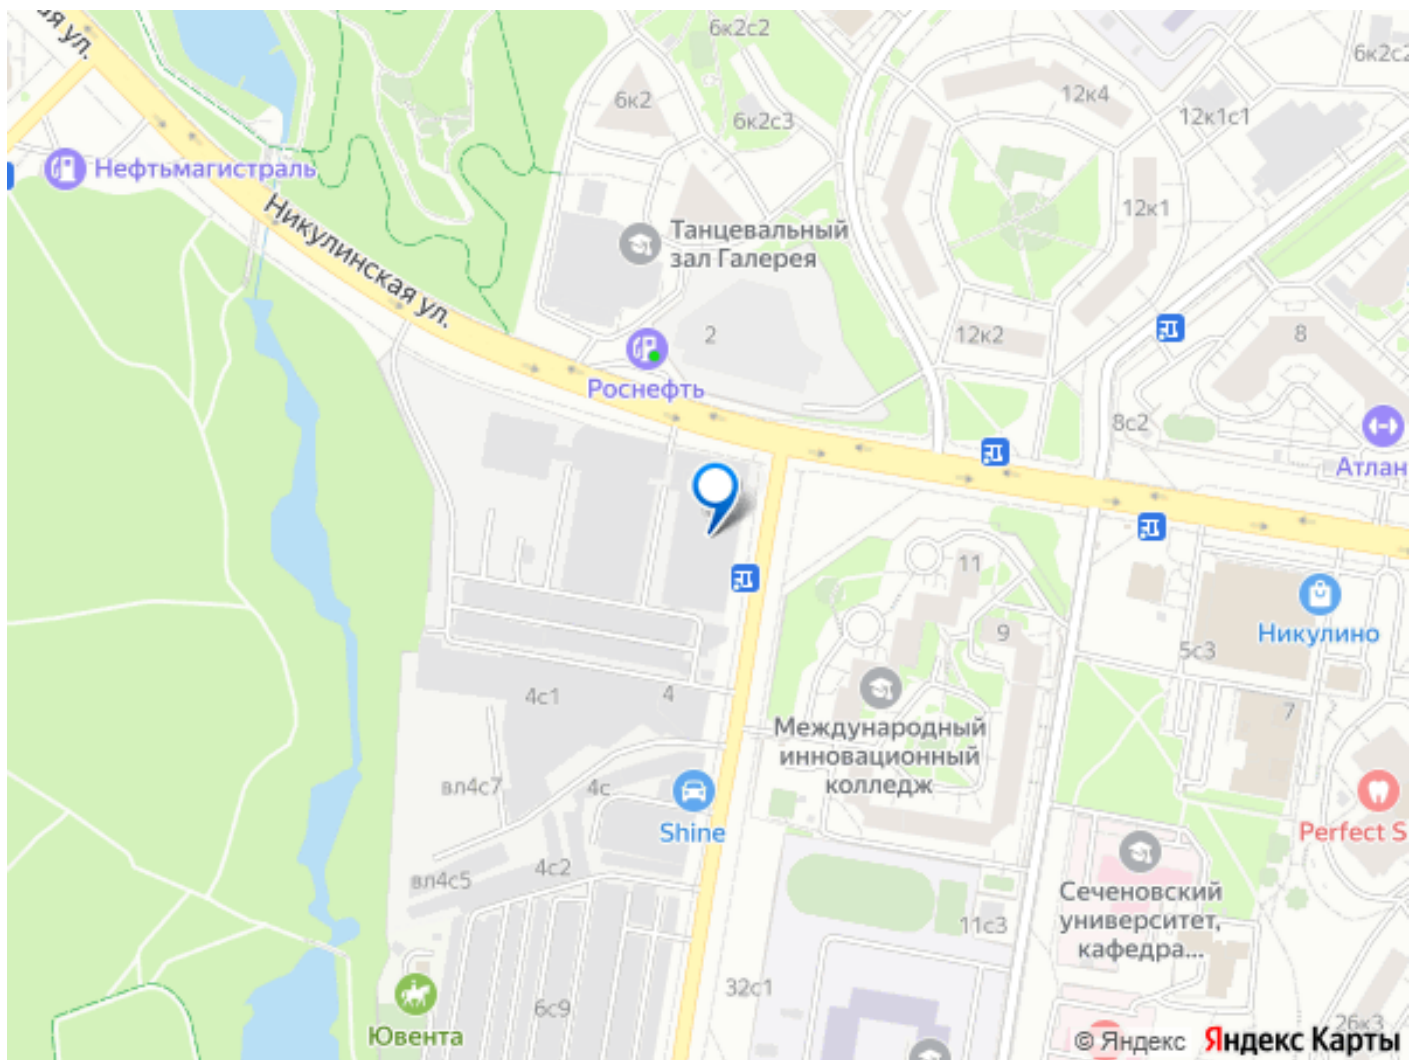 6к2с2
6к2с2
ая ул.
12к4
6к2
12к1с1
6к2с3
Нефтьмагистраль
12к1
Никулинская ул.
Танцевальный
зал Галерея
2
12к2
8
Роснефть
8с2
Атлан
11
9
Никулино
5с3
4с1
4
7
Международный
инновационный
колледж
вл4с7
4с
Shine
Perfect S
4с2
вл4с5
Сеченовский
университет,
кафедра...
11с3
32с1
6с9
Ювента
26к3
© Яндекс Яндекс Карты